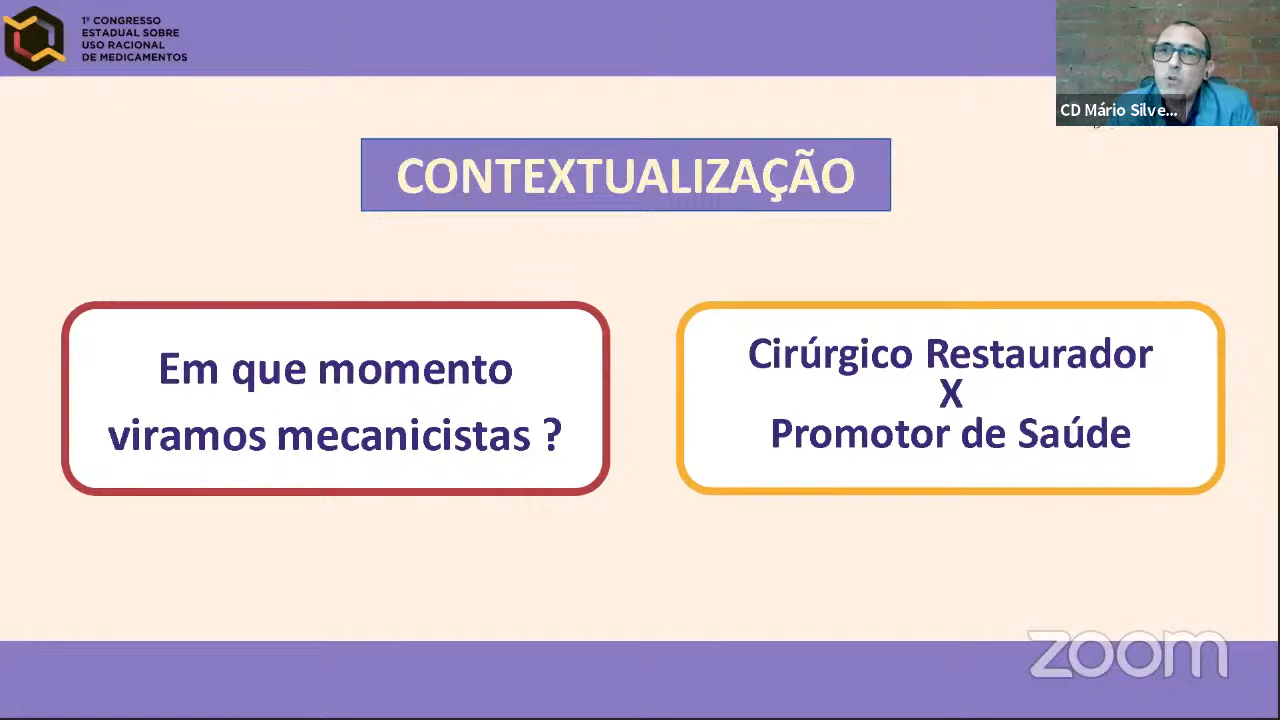 1º CONGRESSO
ESTADUAL SOBRE
USO RACIONAL
DE MEDICAMENTOS
CD Mário Silve...
CONTEXTUALIZAÇÃO
Em que momento
viramos mecanicistas ?
Cirúrgico Restaurador
X
Promotor de Saúde
zoom